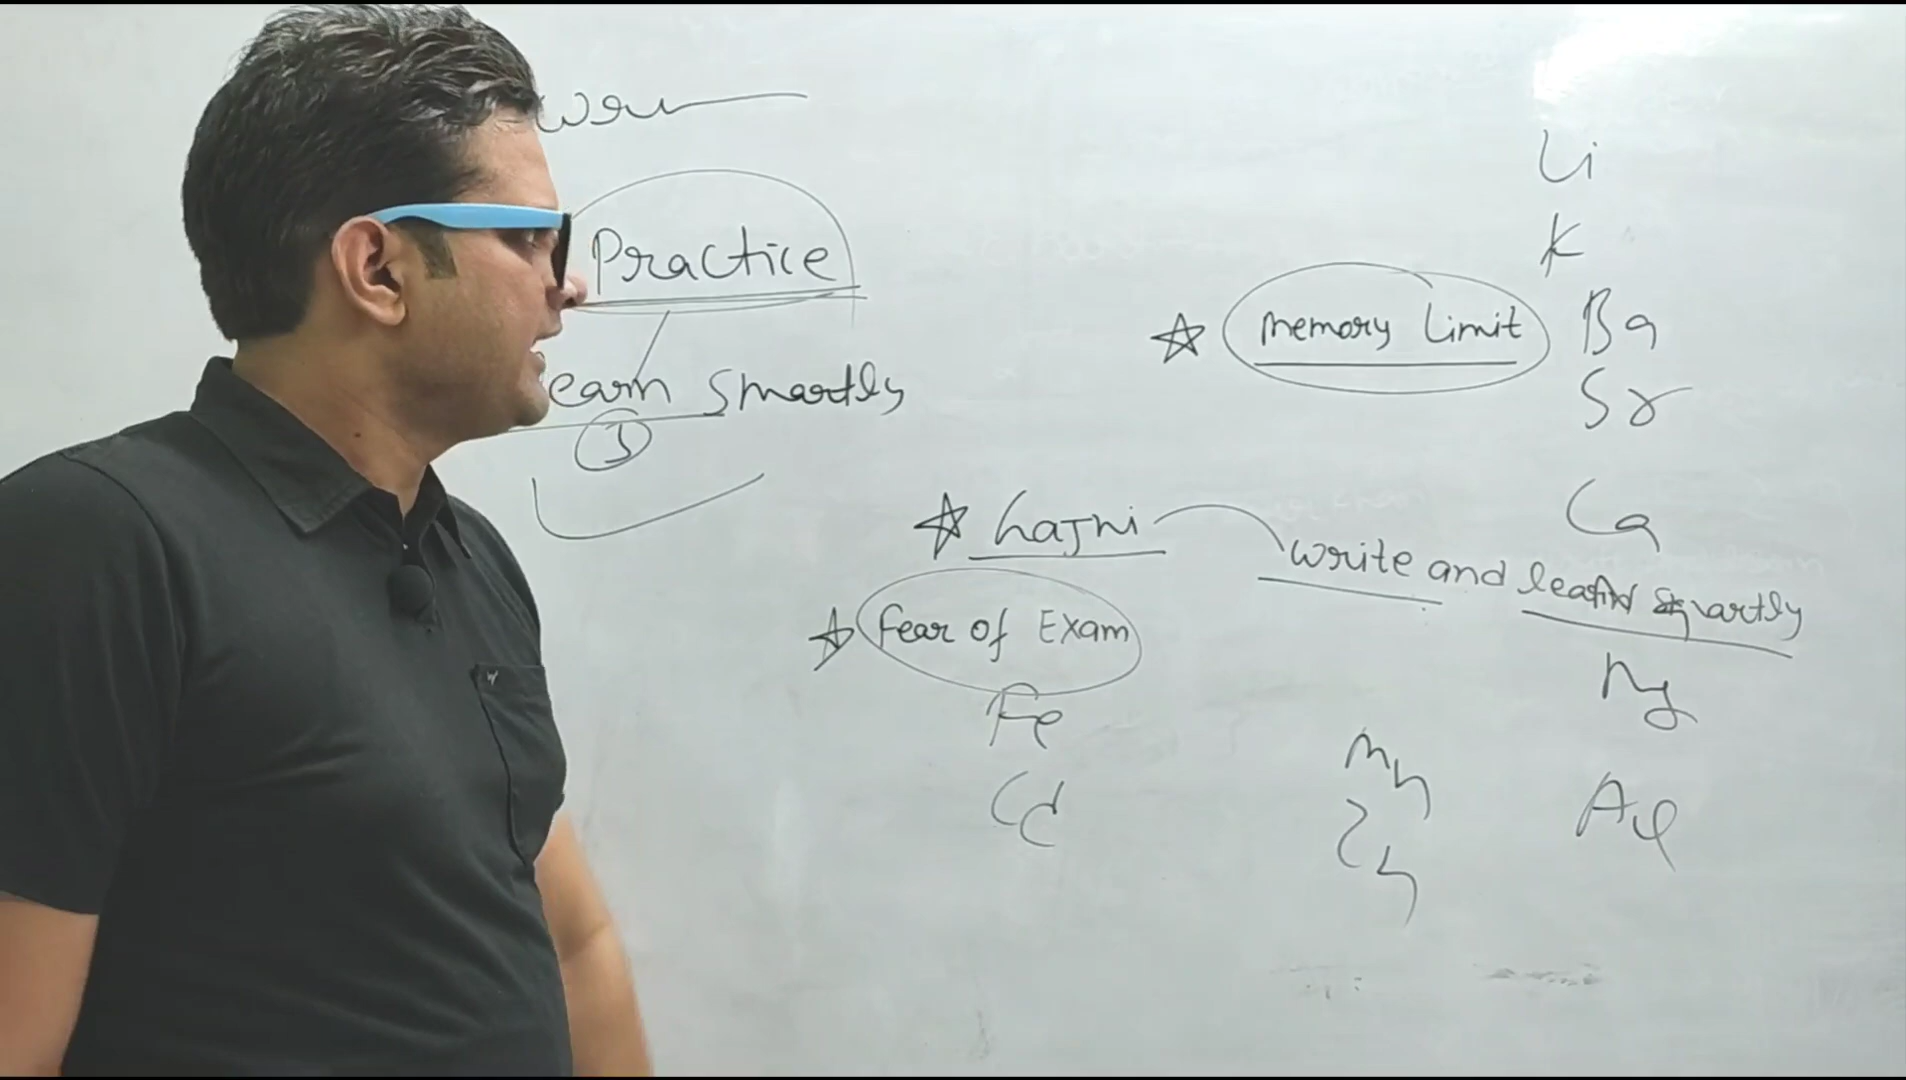 Practice
earn Smartly
Li
K
★ memory Limit
Ba
Sr
Ca
★ Gajni
write and learn smartly
★ Fear of Exam
Fe
Cd
Mn
Zn
Mg
Al